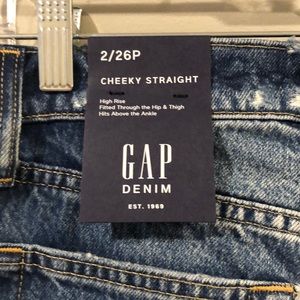 2/26P
CHEEKY STRAIGHT
High Rise
Fitted Through the Hip & Thigh
Hits Above the Ankle
GAP
DENIM
EST. 1969